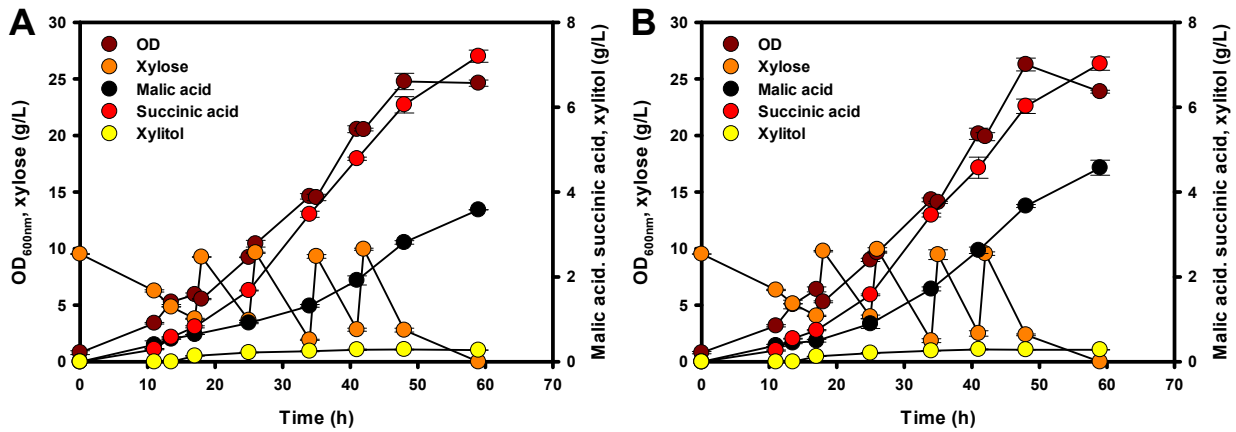 A
OD
Xylose
Malic acid
Succinic acid
Xylitol
OD600nm, xylose (g/L)
30
25
20
15
10
5
0
8
6
4
2
0
Malic acid. succinic acid, xylitol (g/L)
0 10 20 30 40 50 60 70
Time (h)
B
OD
Xylose
Malic acid
Succinic acid
Xylitol
OD600nm, xylose (g/L)
30
25
20
15
10
5
0
8
6
4
2
0
Malic acid. succinic acid, xylitol (g/L)
0 10 20 30 40 50 60 70
Time (h)